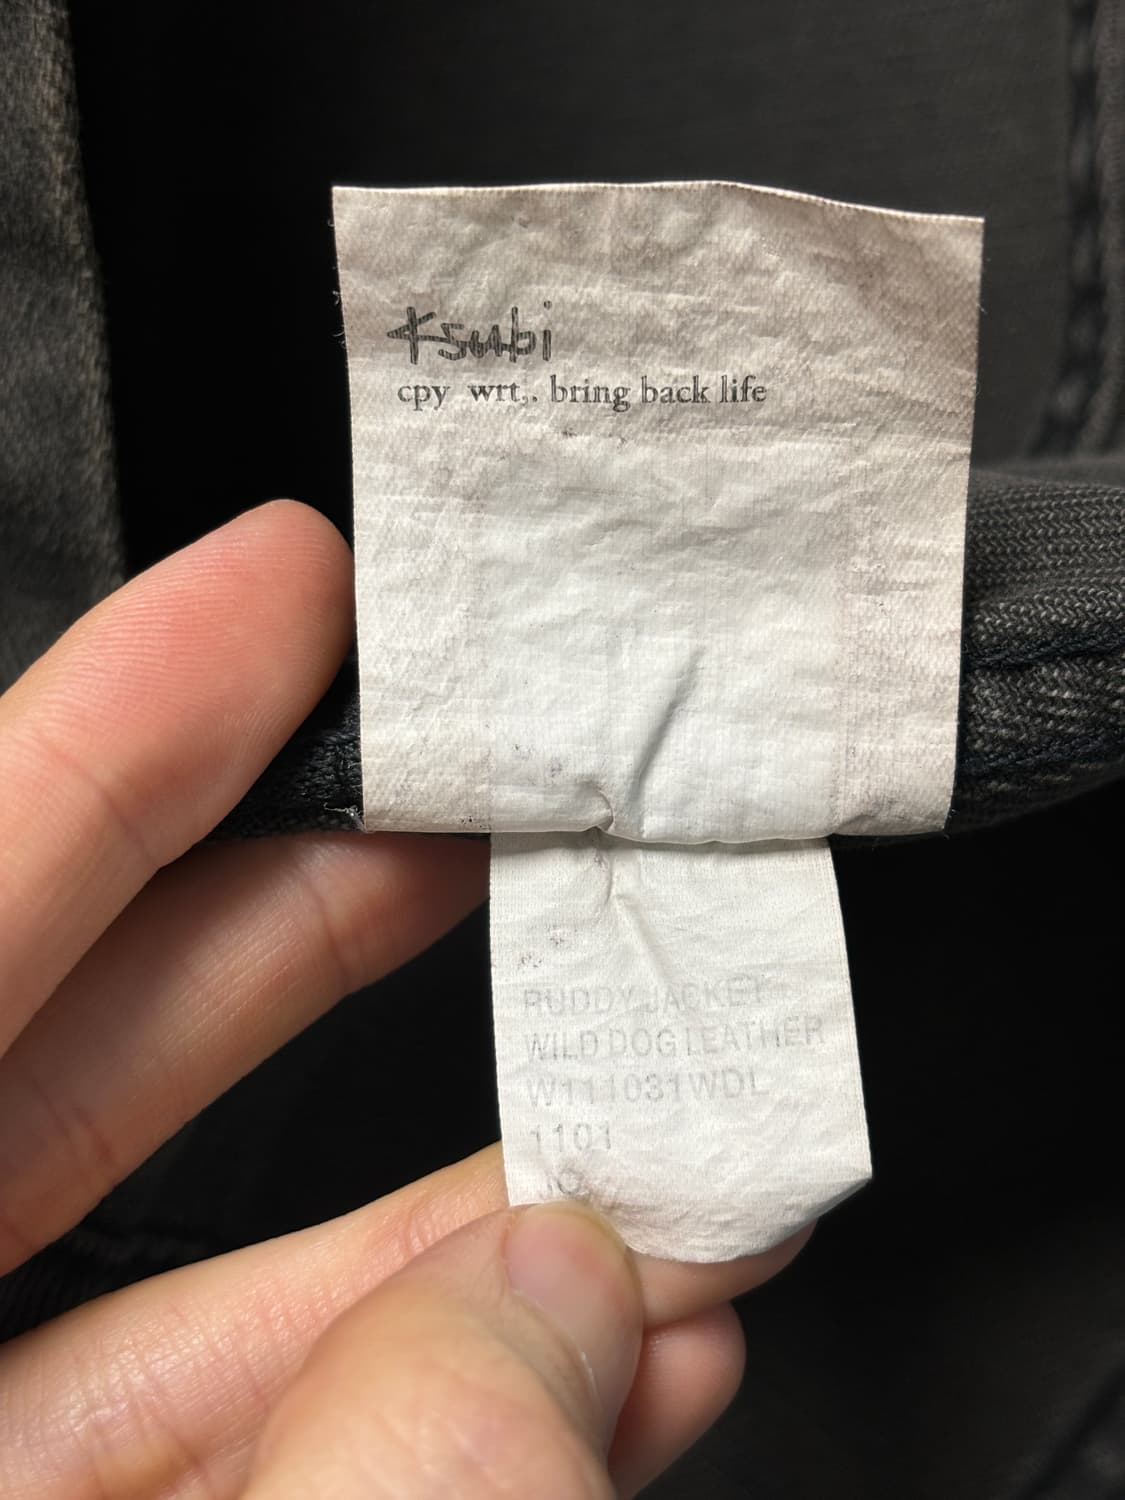 Ksubi
cpy wrt,. bring back life
RUDDY JACKET
WILD DOG LEATHER
W111031WDL
1101